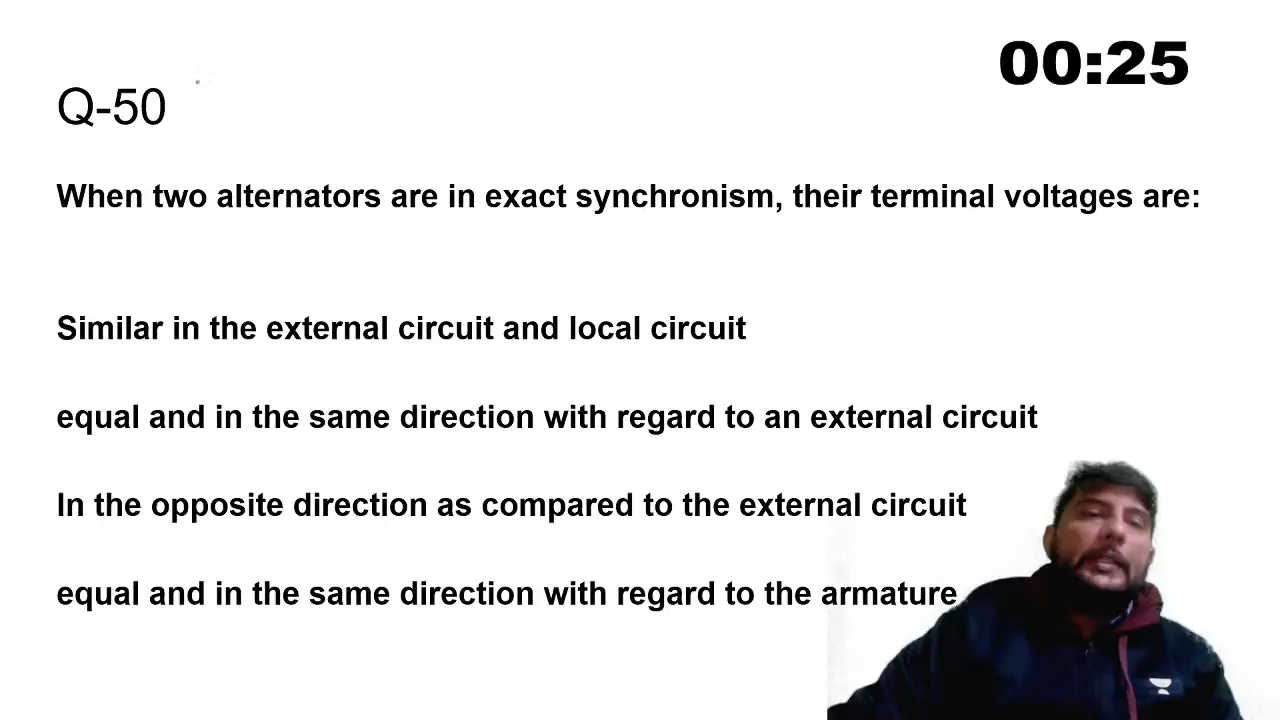 00:25
Q-50
When two alternators are in exact synchronism, their terminal voltages are:
Similar in the external circuit and local circuit
equal and in the same direction with regard to an external circuit
In the opposite direction as compared to the external circuit
equal and in the same direction with regard to the armature